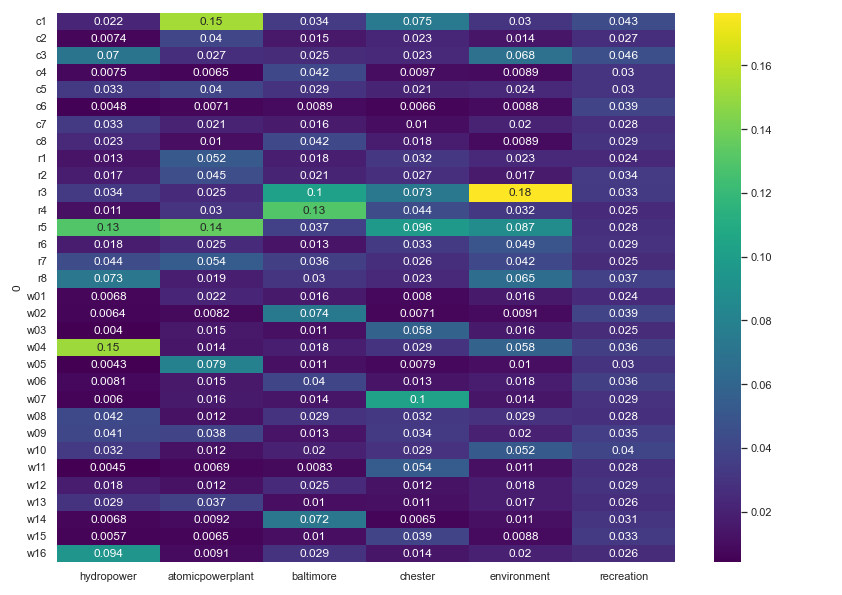 c1 0.022 0.15 0.034 0.075 0.03 0.043
c2 0.0074 0.04 0.015 0.023 0.014 0.027
c3 0.07 0.027 0.025 0.023 0.068 0.046
c4 0.0075 0.0065 0.042 0.0097 0.0089 0.03
c5 0.033 0.04 0.029 0.021 0.024 0.03
c6 0.0048 0.0071 0.0089 0.0066 0.0088 0.039
c7 0.033 0.021 0.016 0.01 0.02 0.028
c8 0.023 0.01 0.042 0.018 0.0089 0.029
r1 0.013 0.052 0.018 0.032 0.023 0.024
r2 0.017 0.045 0.021 0.027 0.017 0.034
r3 0.034 0.025 0.1 0.073 0.18 0.033
r4 0.011 0.03 0.13 0.044 0.032 0.025
r5 0.13 0.14 0.037 0.096 0.087 0.028
r6 0.018 0.025 0.013 0.033 0.049 0.029
r7 0.044 0.054 0.036 0.026 0.042 0.025
r8 0.073 0.019 0.03 0.023 0.065 0.037
0
w01 0.0068 0.022 0.016 0.008 0.016 0.024
w02 0.0064 0.0082 0.074 0.0071 0.0091 0.039
w03 0.004 0.015 0.011 0.058 0.016 0.025
w04 0.15 0.014 0.018 0.029 0.058 0.036
w05 0.0043 0.079 0.011 0.0079 0.01 0.03
w06 0.0081 0.015 0.04 0.013 0.018 0.036
w07 0.006 0.016 0.014 0.1 0.014 0.029
w08 0.042 0.012 0.029 0.032 0.029 0.028
w09 0.041 0.038 0.013 0.034 0.02 0.035
w10 0.032 0.012 0.02 0.029 0.052 0.04
w11 0.0045 0.0069 0.0083 0.054 0.011 0.028
w12 0.018 0.012 0.025 0.012 0.018 0.029
w13 0.029 0.037 0.01 0.011 0.017 0.026
w14 0.0068 0.0092 0.072 0.0065 0.011 0.031
w15 0.0057 0.0065 0.01 0.039 0.0088 0.033
w16 0.094 0.0091 0.029 0.014 0.02 0.026
hydropower atomicpowerplant baltimore chester environment recreation
0.16
0.14
0.12
0.10
0.08
0.06
0.04
0.02